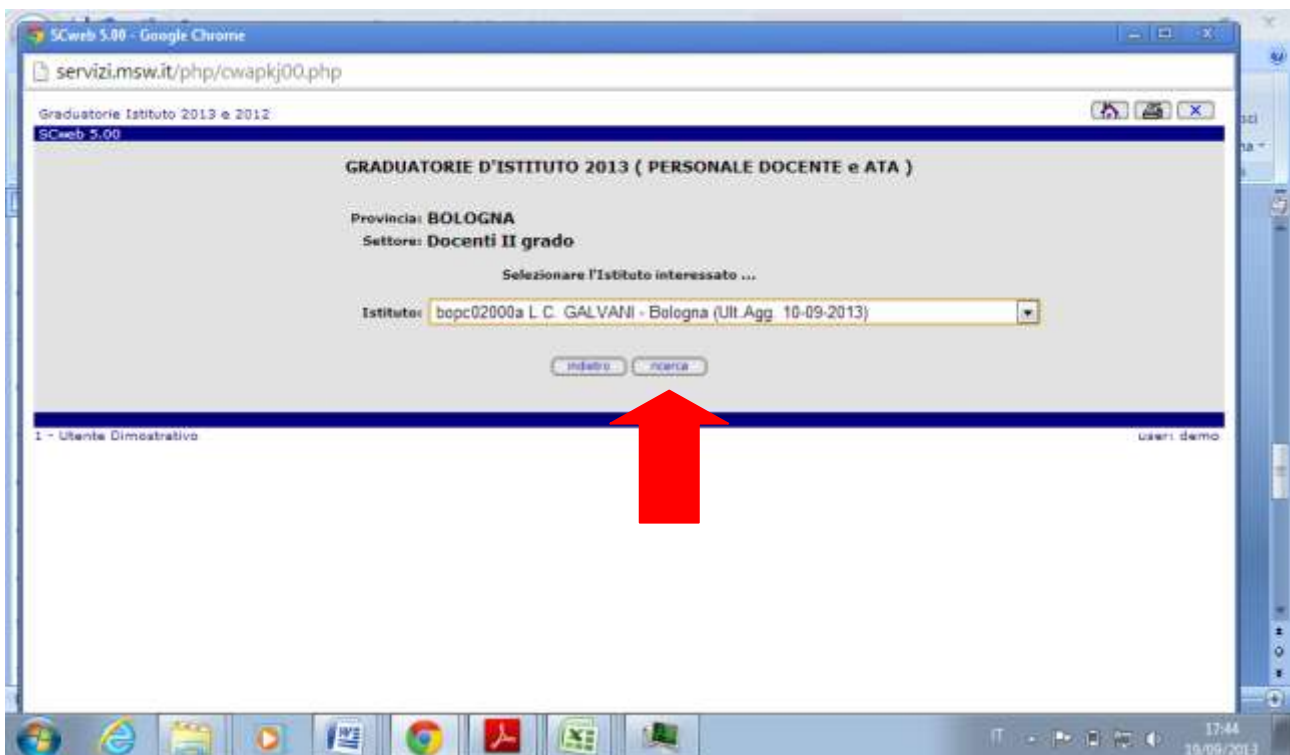 SCweb 5.00 - Google Chrome
servizi.msw.it/php/cwapkj00.php
Graduatorie Istituto 2013 e 2012
SCweb 5.00
GRADUATORIE D'ISTITUTO 2013 ( PERSONALE DOCENTE e ATA )
Provincia: BOLOGNA
Settore: Docenti II grado
Selezionare l'Istituto interessato ...
Istituto: bopc02000a L.C. GALVANI - Bologna (Ult.Agg. 10-09-2013)
indietro ricerca
1 - Utente Dimostrativo
user: demo
IT
17:44
19/09/2013